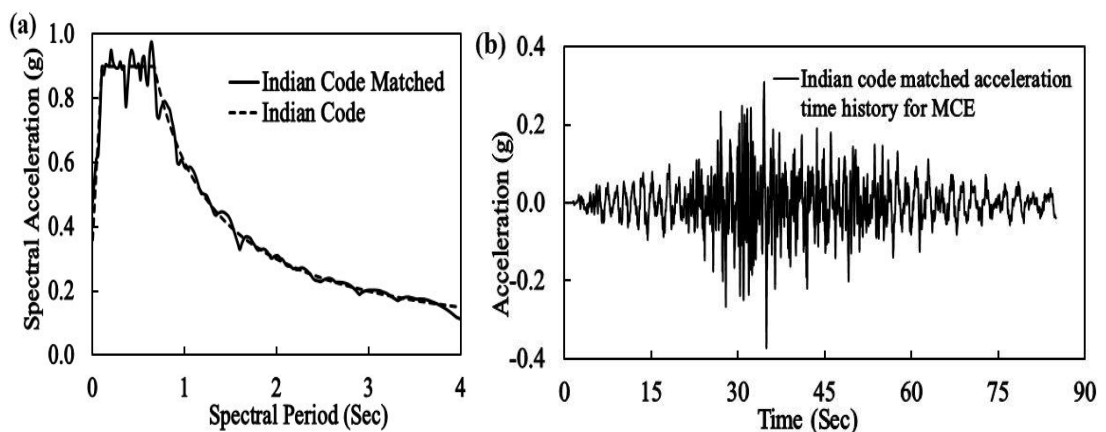 (a)
Spectral Acceleration (g)
1.0
0.8
0.6
0.4
0.2
0.0
Indian Code Matched
Indian Code
0 1 2 3 4
Spectral Period (Sec)
(b)
Acceleration (g)
0.4
0.2
0.0
-0.2
-0.4
Indian code matched acceleration
time history for MCE
0 15 30 45 60 75 90
Time (Sec)